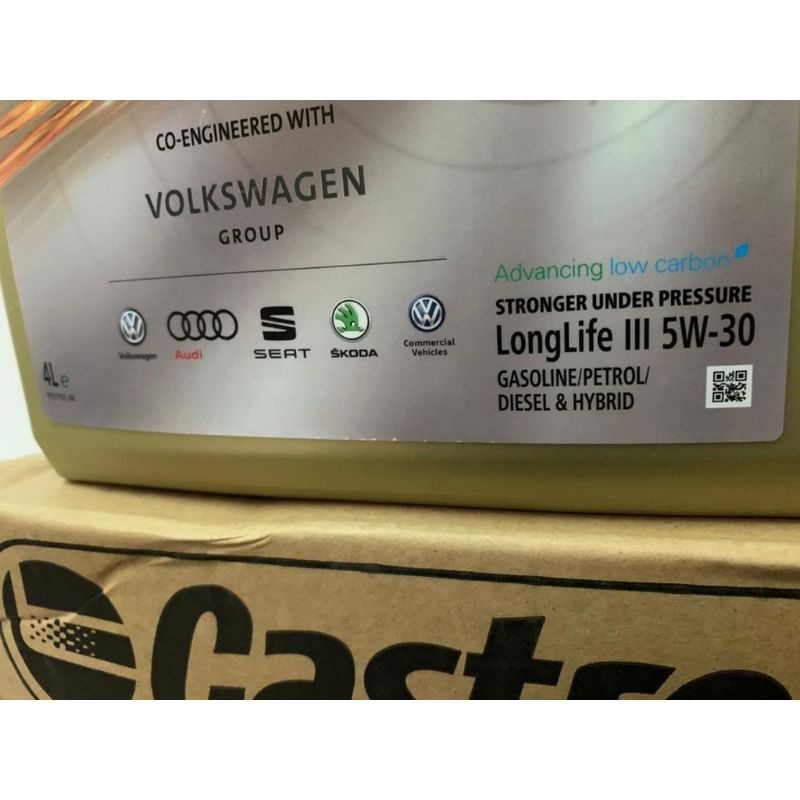 CO-ENGINEERED WITH
VOLKSWAGEN
GROUP
Advancing low carbon
STRONGER UNDER PRESSURE
LongLife III 5W-30
GASOLINE/PETROL/
DIESEL & HYBRID
Volkswagen
Audi
SEAT
ŠKODA
Commercial
Vehicles
4L e
Castro